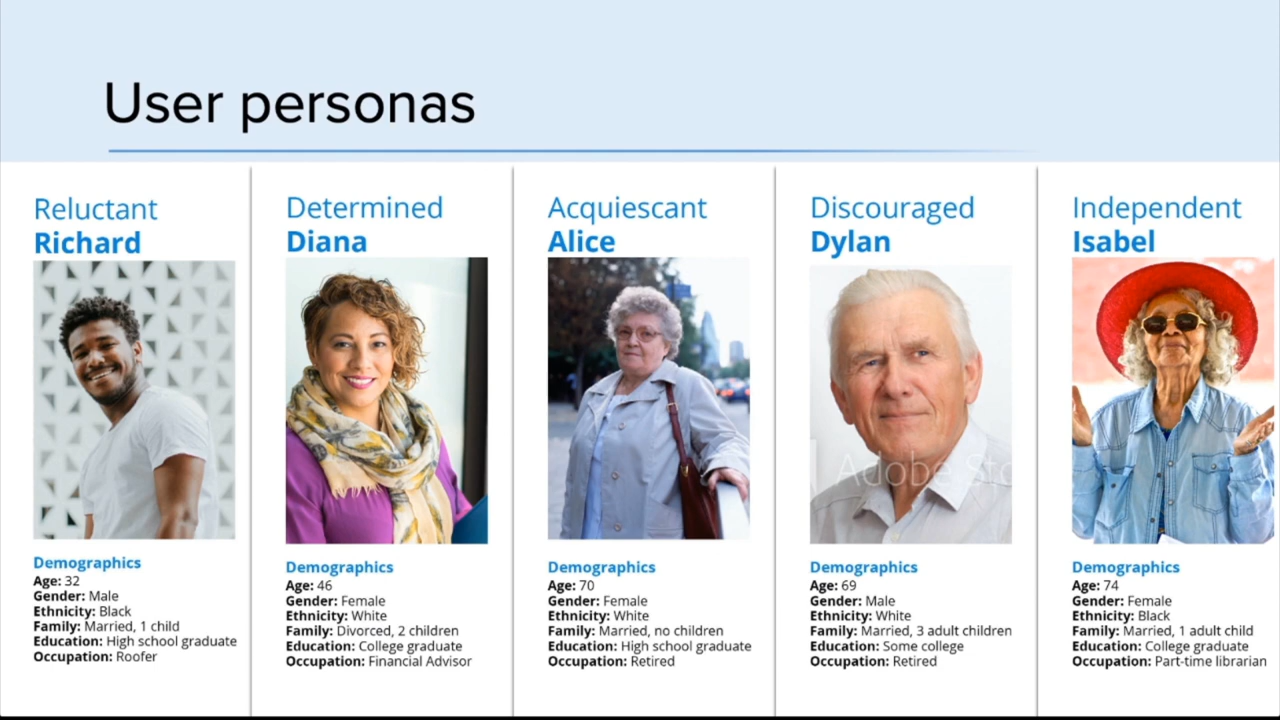 User personas
Reluctant
Richard
Demographics
Age: 32
Gender: Male
Ethnicity: Black
Family: Married, 1 child
Education: High school graduate
Occupation: Roofer
Determined
Diana
Demographics
Age: 46
Gender: Female
Ethnicity: White
Family: Divorced, 2 children
Education: College graduate
Occupation: Financial Advisor
Acquiescant
Alice
Demographics
Age: 70
Gender: Female
Ethnicity: White
Family: Married, no children
Education: High school graduate
Occupation: Retired
Discouraged
Dylan
Adobe Sto
Demographics
Age: 69
Gender: Male
Ethnicity: White
Family: Married, 3 adult children
Education: Some college
Occupation: Retired
Independent
Isabel
Demographics
Age: 74
Gender: Female
Ethnicity: Black
Family: Married, 1 adult child
Education: College graduate
Occupation: Part-time librarian